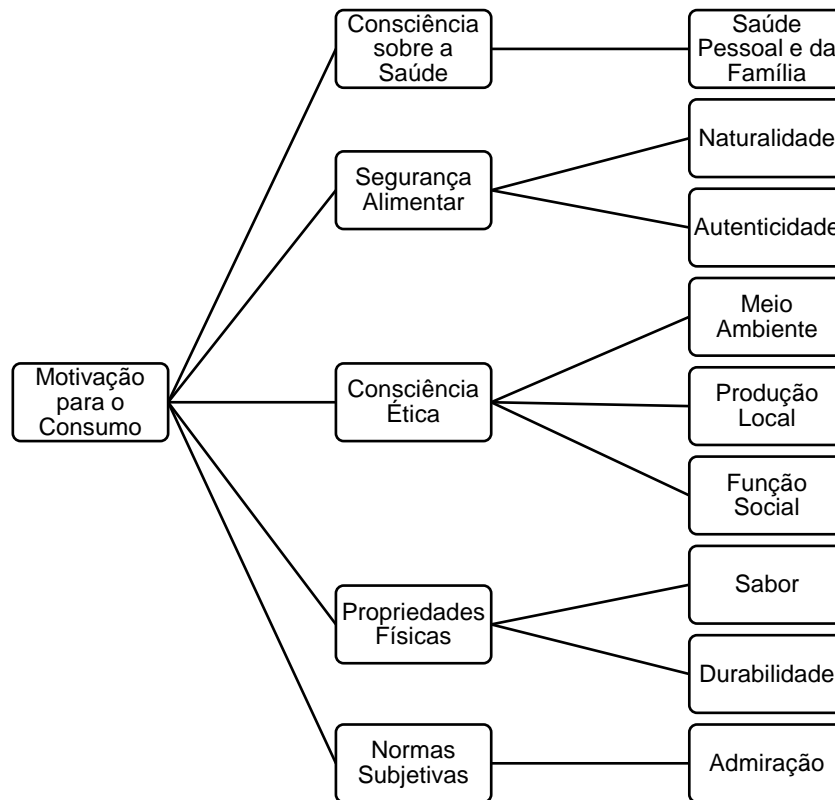 Consciência
sobre a
Saúde
Saúde
Pessoal e da
Família
Naturalidade
Segurança
Alimentar
Autenticidade
Meio
Ambiente
Motivação
para o
Consumo
Consciência
Ética
Produção
Local
Função
Social
Sabor
Propriedades
Físicas
Durabilidade
Normas
Subjetivas
Admiração